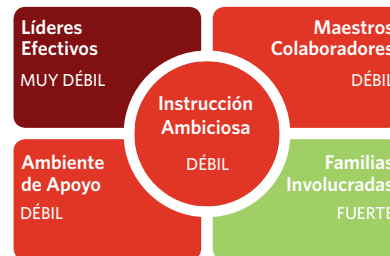 Líderes
Efectivos
MUY DÉBIL
Maestros
Colaboradores
DÉBIL
Instrucción
Ambiciosa
DÉBIL
Ambiente
de Apoyo
DÉBIL
Familias
Involucradas
FUERTE